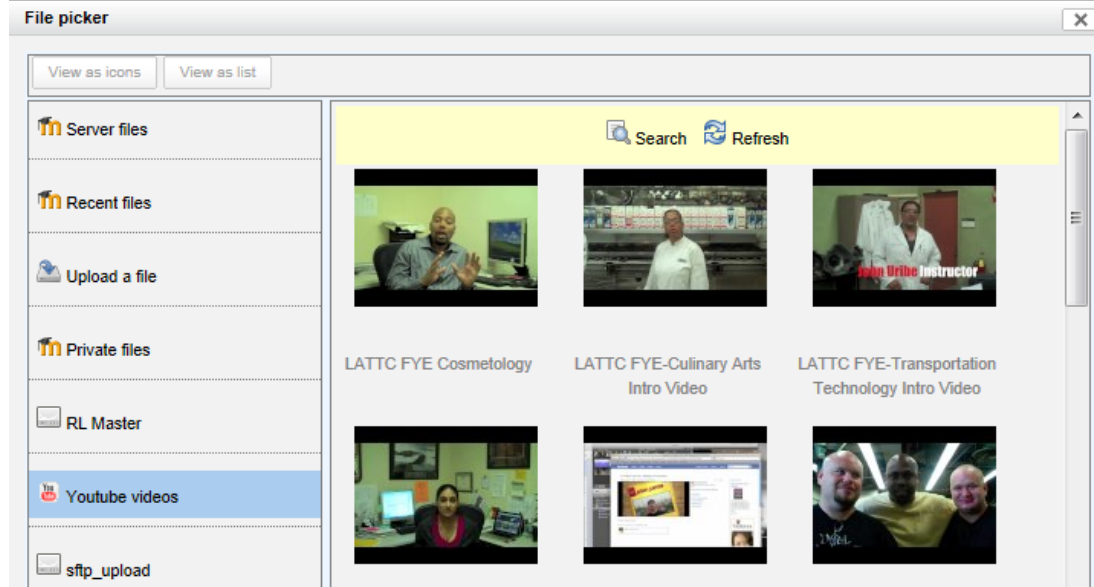 File picker
View as icons
View as list
Server files
Recent files
Upload a file
Private files
RL Master
Youtube videos
sftp_upload
Search
Refresh
John Uribe Instructor
LATTC FYE Cosmetology
LATTC FYE-Culinary Arts
Intro Video
LATTC FYE-Transportation
Technology Intro Video